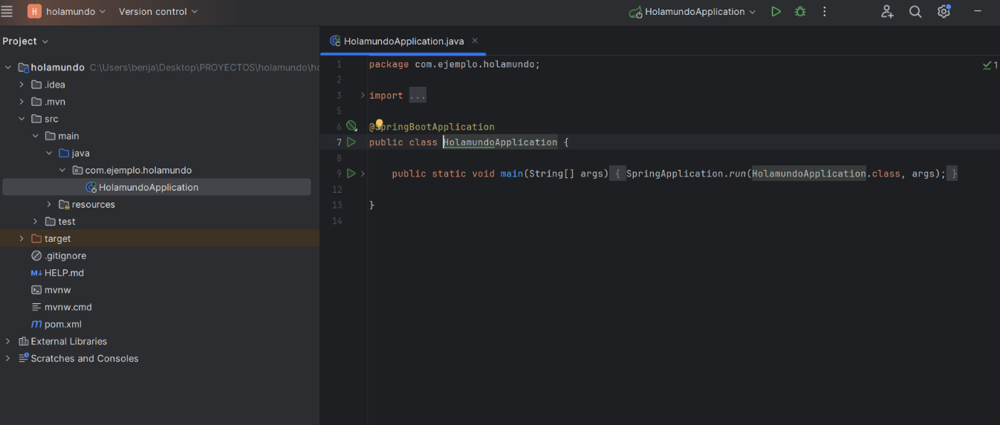 H holamundo Version control HolamundoApplication
Project
HolamundoApplication.java
holamundo C:\Users\benja\Desktop\PROYECTOS\holamundo\ho
.idea
.mvn
src
main
java
com.ejemplo.holamundo
HolamundoApplication
resources
test
target
.gitignore
M↓ HELP.md
mvnw
mvnw.cmd
m pom.xml
External Libraries
Scratches and Consoles
1 package com.ejemplo.holamundo; 1
2
3 import ...
5
6 @SpringBootApplication
7 public class HolamundoApplication {
8
9 public static void main(String[] args) { SpringApplication.run(HolamundoApplication.class, args); }
12
13 }
14